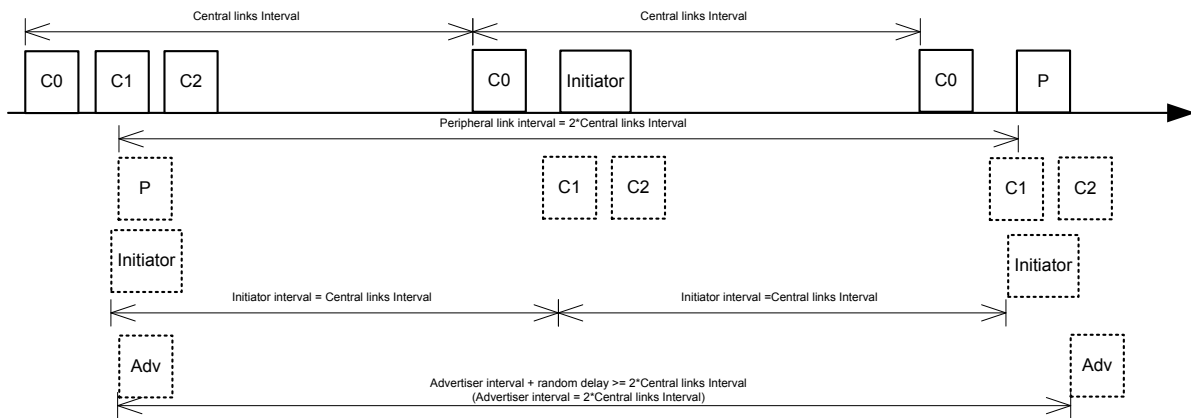 Central links Interval
Central links Interval
C0
C1
C2
C0
Initiator
C0
P
Peripheral link interval = 2*Central links Interval
P
C1
C2
C1
C2
Initiator
Initiator
Initiator interval = Central links Interval
Initiator interval =Central links Interval
Adv
Adv
Advertiser interval + random delay >= 2*Central links Interval
(Advertiser interval = 2*Central links Interval)